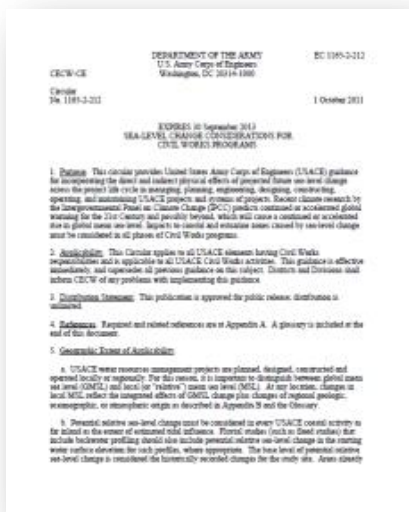 DEPARTMENT OF THE ARMY EC 1165-2-212
U.S. Army Corps of Engineers
CECW-CE Washington, DC 20314-1000
Circular
No. 1165-2-212 1 October 2011
EXPIRES 30 September 2013
SEA-LEVEL CHANGE CONSIDERATIONS FOR
CIVIL WORKS PROGRAMS
1. Purpose. This circular provides United States Army Corps of Engineers (USACE) guidance
for incorporating the direct and indirect physical effects of projected future sea-level change
across the project life cycle in managing, planning, engineering, designing, constructing,
operating, and maintaining USACE projects and systems of projects. Recent climate research by
the Intergovernmental Panel on Climate Change (IPCC) predicts continued or accelerated global
warming for the 21st Century and possibly beyond, which will cause a continued or accelerated
rise in global mean sea-level. Impacts to coastal and estuarine zones caused by sea-level change
must be considered in all phases of Civil Works programs.
2. Applicability. This Circular applies to all USACE elements having Civil Works
responsibilities and is applicable to all USACE Civil Works activities. This guidance is effective
immediately, and supersedes all previous guidance on this subject. Districts and Divisions shall
inform CECW of any problems with implementing this guidance.
3. Distribution Statement. This publication is approved for public release; distribution is
unlimited.
4. References. Required and related references are at Appendix A. A glossary is included at the
end of this document.
5. Geographic Extent of Applicability.
a. USACE water resources management projects are planned, designed, constructed and
operated locally or regionally. For this reason, it is important to distinguish between global mean
sea level (GMSL) and local (or "relative") mean sea level (MSL). At any location, changes in
local MSL reflect the integrated effects of GMSL change plus changes of regional geologic,
oceanographic, or atmospheric origin as described in Appendix B and the Glossary.
b. Potential relative sea-level change must be considered in every USACE coastal activity as
far inland as the extent of estimated tidal influence. Fluvial studies (such as flood studies) that
include backwater profiling should also include potential relative sea-level change in the starting
water surface elevation for such profiles, where appropriate. The base level of potential relative
sea-level change is considered the historically recorded changes for the study site. Areas already